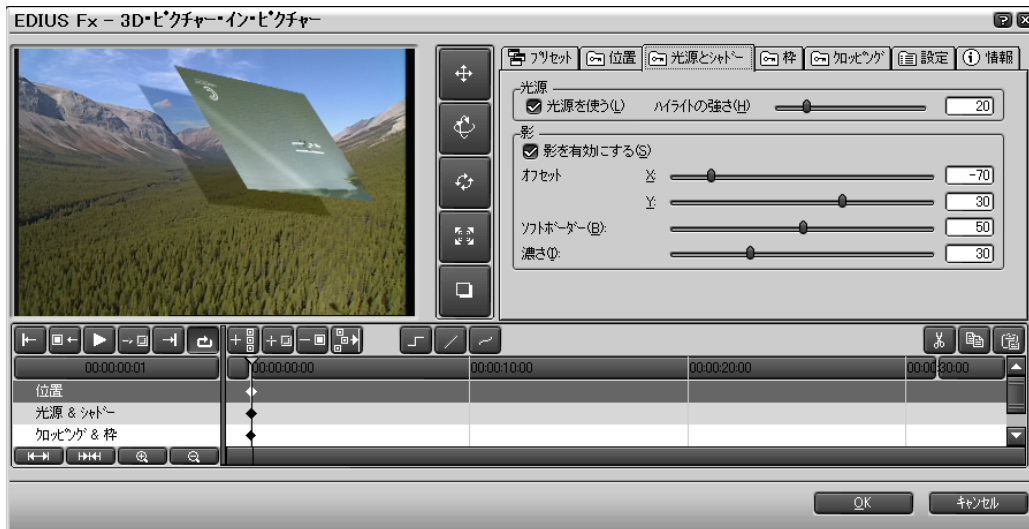 EDIUS Fx - 3D・ﾋﾟｸﾁｬｰ・ｲﾝ・ﾋﾟｸﾁｬｰ
ﾌﾟﾘｾｯﾄ 位置 光源とｼｬﾄﾞｰ 枠 ｸﾛｯﾋﾟﾝｸﾞ 設定 情報
光源
光源を使う(L) ﾊｲﾗｲﾄの強さ(H) 20
影
影を有効にする(S)
ｵﾌｾｯﾄ X: -70
Y: 30
ｿﾌﾄﾎﾞｰﾀﾞｰ(B): 50
濃さ(I): 30
00:00:00:01 00:00:00:00 00:00:10:00 00:00:20:00 00:00:30:00
位置
光源 & ｼｬﾄﾞｰ
ｸﾛｯﾋﾟﾝｸﾞ & 枠
OK ｷｬﾝｾﾙ